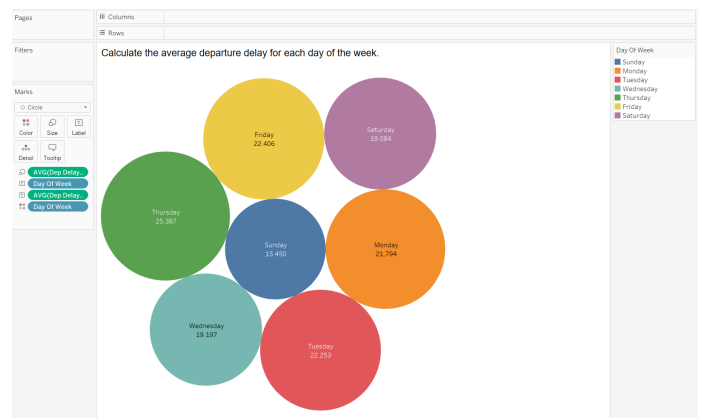 Pages
Columns
Rows
Filters
Calculate the average departure delay for each day of the week.
Day Of Week
Sunday
Monday
Tuesday
Wednesday
Thursday
Friday
Saturday
Marks
Circle
Color Size Label
Detail Tooltip
AVG(Dep Delay..
Day Of Week
AVG(Dep Delay..
Day Of Week
Friday
22.406
Saturday
19.084
Thursday
25.387
Sunday
15.450
Monday
21.794
Wednesday
19.197
Tuesday
22.253